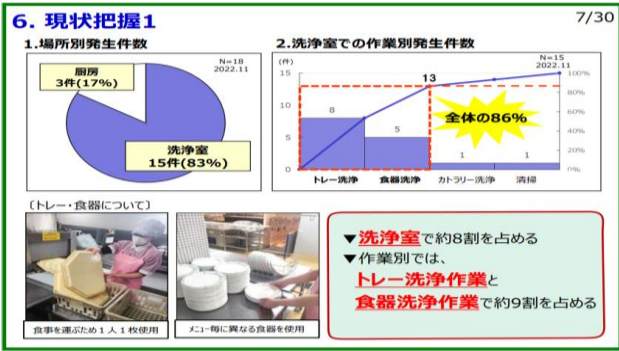 6. 現状把握1
7/30
1.場所別発生件数
N=18
2022.11
厨房
3件(17%)
洗浄室
15件(83%)
2.洗浄室での作業別発生件数
N=15
2022.11
(件)
15
10
5
0
8
5
13
1
1
100%
80%
60%
40%
20%
0%
全体の86%
トレー洗浄
食器洗浄
カトラリー洗浄
清掃
〔トレー・食器について〕
食事を運ぶため1人1枚使用
メニュー毎に異なる食器を使用
▼洗浄室で約8割を占める
▼作業別では、
トレー洗浄作業と
食器洗浄作業で約9割を占める